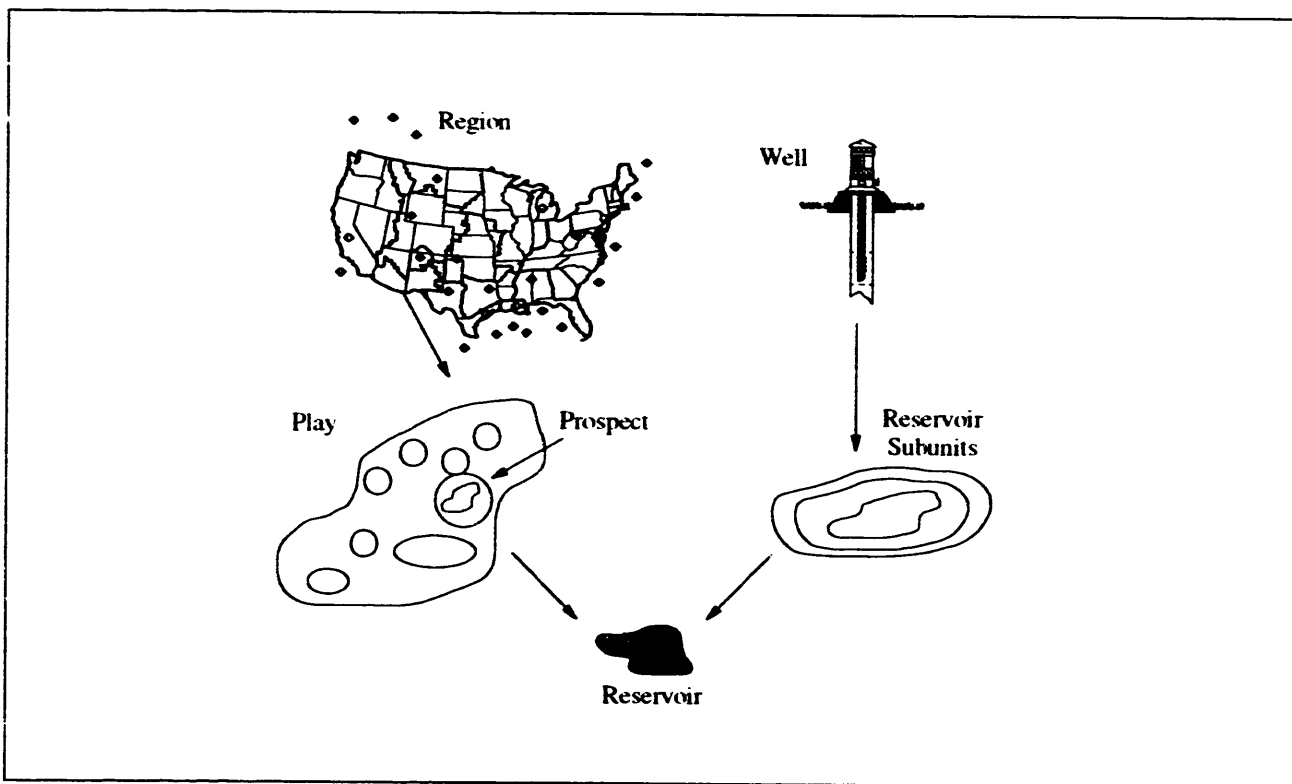 Region
Well
Play
Prospect
Reservoir
Subunits
Reservoir